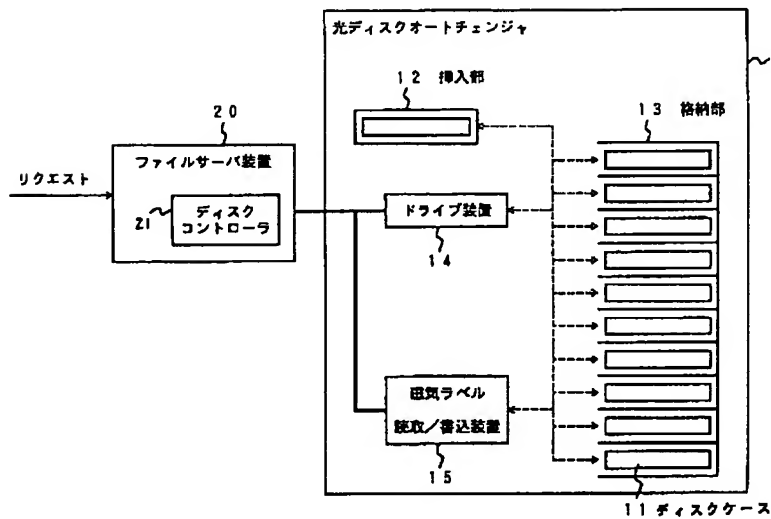 光ディスクオートチェンジャ
12 挿入部
20
13 格納部
ファイルサーバ装置
リクエスト
21
ディスク
コントローラ
ドライブ装置
14
磁気ラベル
読取/書込装置
15
11 ディスクケース